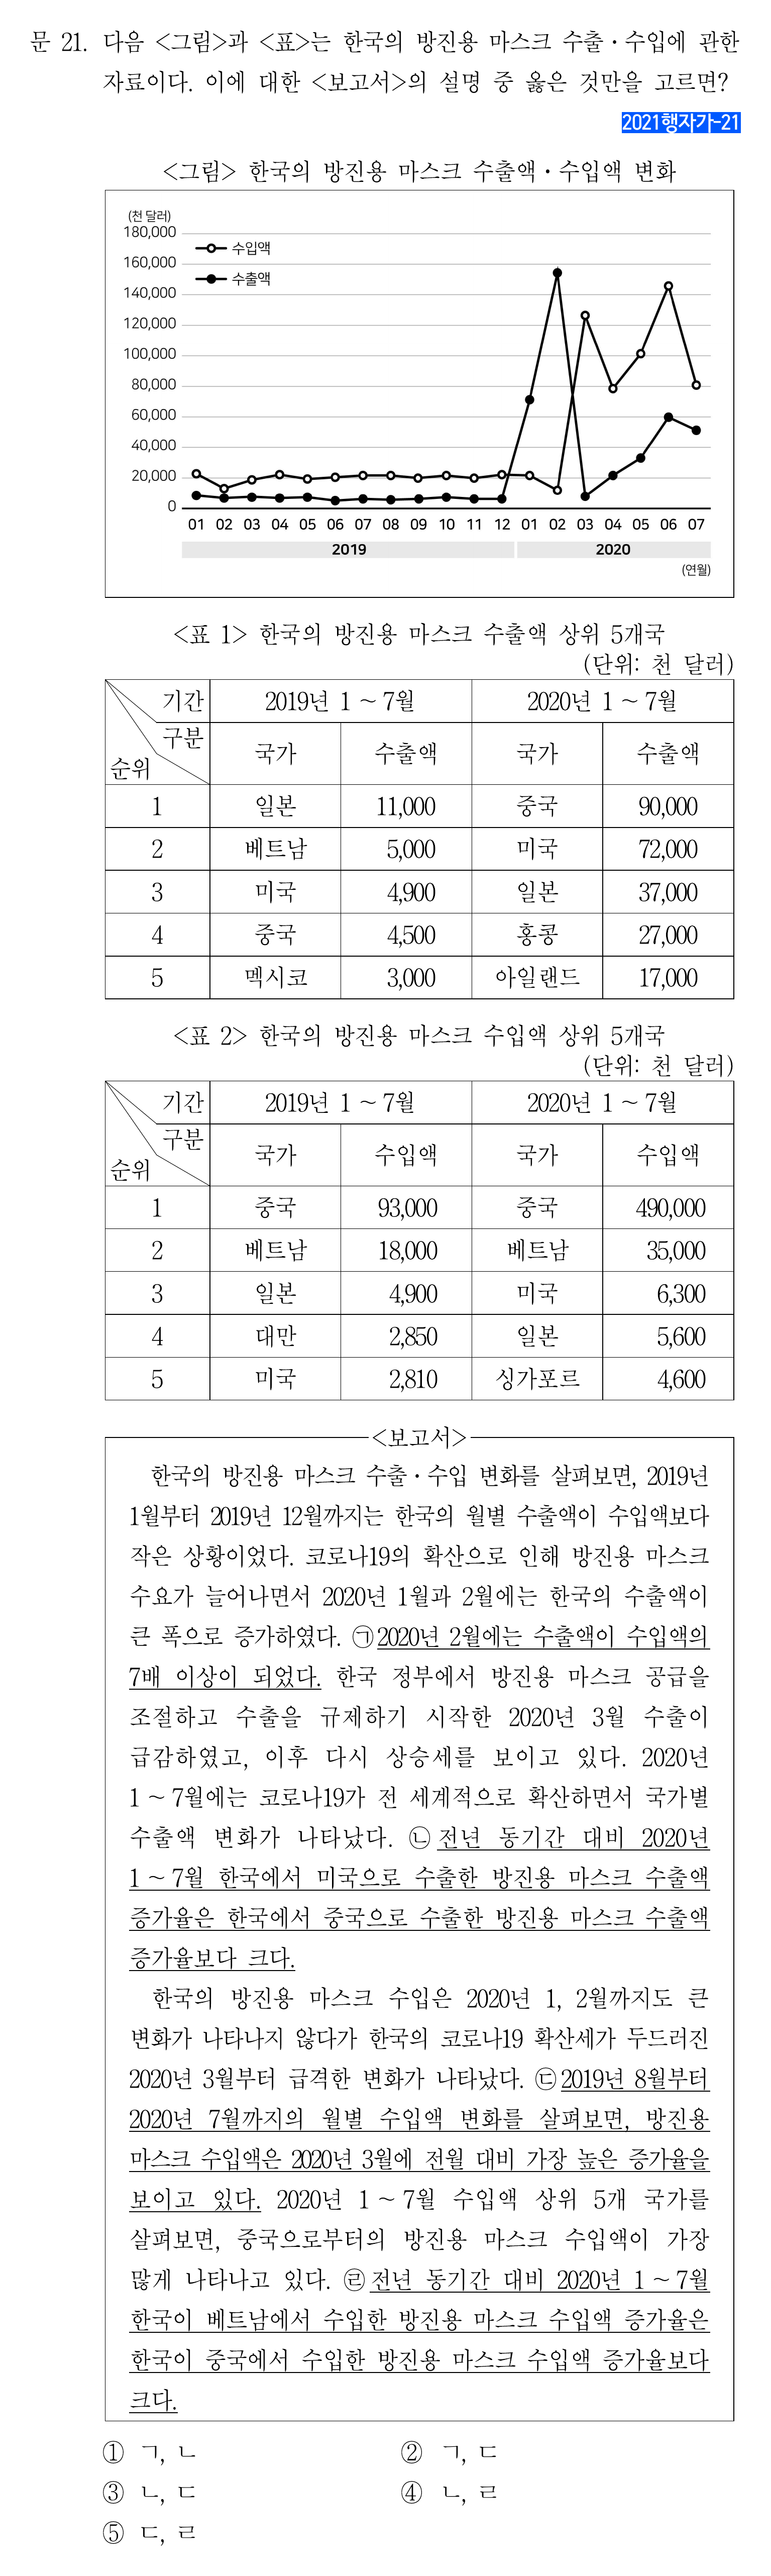 문 21. 다음 <그림>과 <표>는 한국의 방진용 마스크 수출·수입에 관한
자료이다. 이에 대한 <보고서>의 설명 중 옳은 것만을 고르면?
2021행자가-21
<그림> 한국의 방진용 마스크 수출액·수입액 변화
(천 달러)
180,000
160,000
140,000
120,000
100,000
80,000
60,000
40,000
20,000
0
수입액
수출액
01 02 03 04 05 06 07 08 09 10 11 12 01 02 03 04 05 06 07
2019 2020
(연월)
<표 1> 한국의 방진용 마스크 수출액 상위 5개국
(단위: 천 달러)
기간 2019년 1 ~ 7월 2020년 1 ~ 7월
구분
순위 국가 수출액 국가 수출액
1 일본 11,000 중국 90,000
2 베트남 5,000 미국 72,000
3 미국 4,900 일본 37,000
4 중국 4,500 홍콩 27,000
5 멕시코 3,000 아일랜드 17,000
<표 2> 한국의 방진용 마스크 수입액 상위 5개국
(단위: 천 달러)
기간 2019년 1 ~ 7월 2020년 1 ~ 7월
구분
순위 국가 수입액 국가 수입액
1 중국 93,000 중국 490,000
2 베트남 18,000 베트남 35,000
3 일본 4,900 미국 6,300
4 대만 2,850 일본 5,600
5 미국 2,810 싱가포르 4,600
<보고서>
한국의 방진용 마스크 수출·수입 변화를 살펴보면, 2019년
1월부터 2019년 12월까지는 한국의 월별 수출액이 수입액보다
작은 상황이었다. 코로나19의 확산으로 인해 방진용 마스크
수요가 늘어나면서 2020년 1월과 2월에는 한국의 수출액이
큰 폭으로 증가하였다. ㉠2020년 2월에는 수출액이 수입액의
7배 이상이 되었다. 한국 정부에서 방진용 마스크 공급을
조절하고 수출을 규제하기 시작한 2020년 3월 수출이
급감하였고, 이후 다시 상승세를 보이고 있다. 2020년
1 ~ 7월에는 코로나19가 전 세계적으로 확산하면서 국가별
수출액 변화가 나타났다. ㉡전년 동기간 대비 2020년
1 ~ 7월 한국에서 미국으로 수출한 방진용 마스크 수출액
증가율은 한국에서 중국으로 수출한 방진용 마스크 수출액
증가율보다 크다.
한국의 방진용 마스크 수입은 2020년 1, 2월까지도 큰
변화가 나타나지 않다가 한국의 코로나19 확산세가 두드러진
2020년 3월부터 급격한 변화가 나타났다. ㉢2019년 8월부터
2020년 7월까지의 월별 수입액 변화를 살펴보면, 방진용
마스크 수입액은 2020년 3월에 전월 대비 가장 높은 증가율을
보이고 있다. 2020년 1 ~ 7월 수입액 상위 5개 국가를
살펴보면, 중국으로부터의 방진용 마스크 수입액이 가장
많게 나타나고 있다. ㉣전년 동기간 대비 2020년 1 ~ 7월
한국이 베트남에서 수입한 방진용 마스크 수입액 증가율은
한국이 중국에서 수입한 방진용 마스크 수입액 증가율보다
크다.
① ㄱ, ㄴ ② ㄱ, ㄷ
③ ㄴ, ㄷ ④ ㄴ, ㄹ
⑤ ㄷ, ㄹ